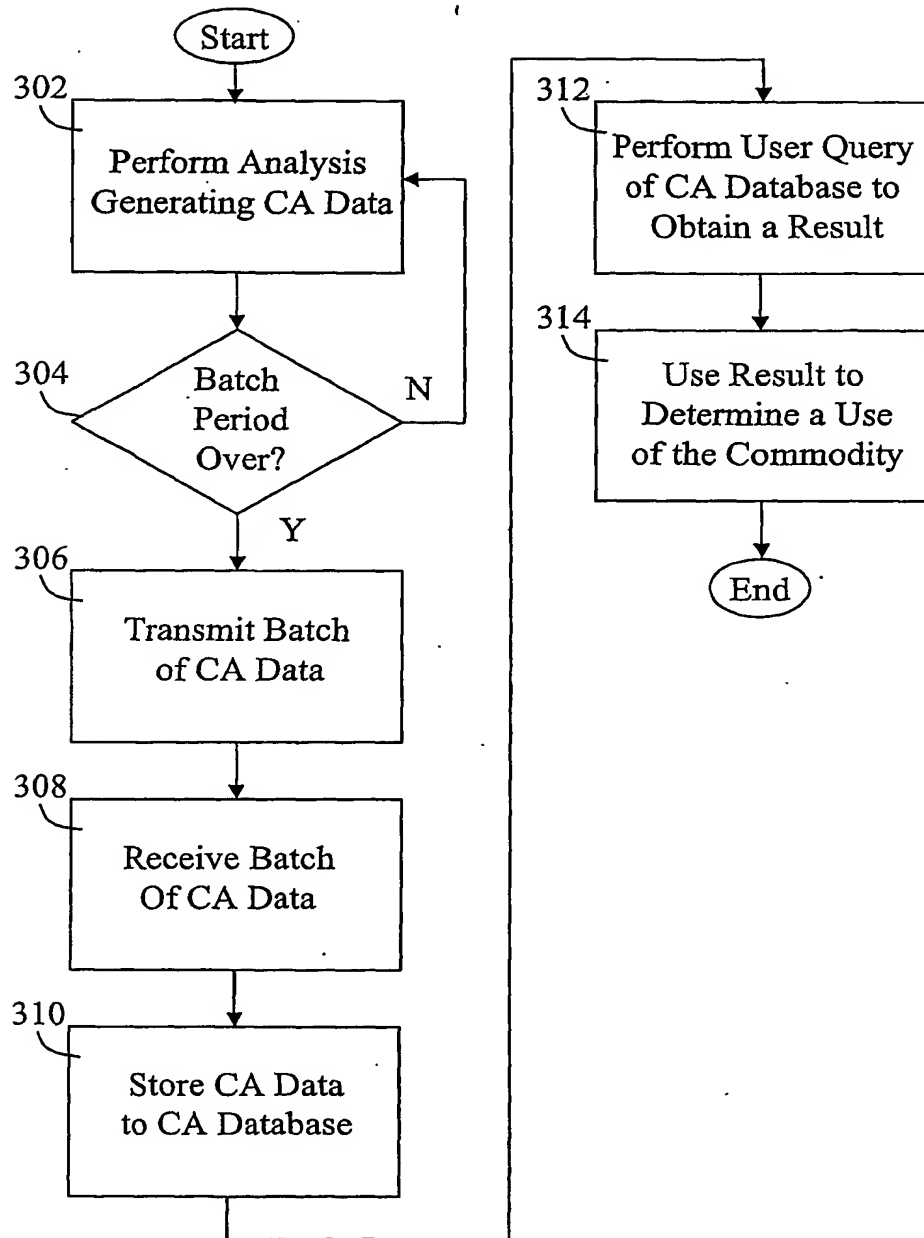 Start
302
Perform Analysis
Generating CA Data
304
Batch
Period
Over?
N
Y
306
Transmit Batch
of CA Data
308
Receive Batch
Of CA Data
310
Store CA Data
to CA Database
312
Perform User Query
of CA Database to
Obtain a Result
314
Use Result to
Determine a Use
of the Commodity
End